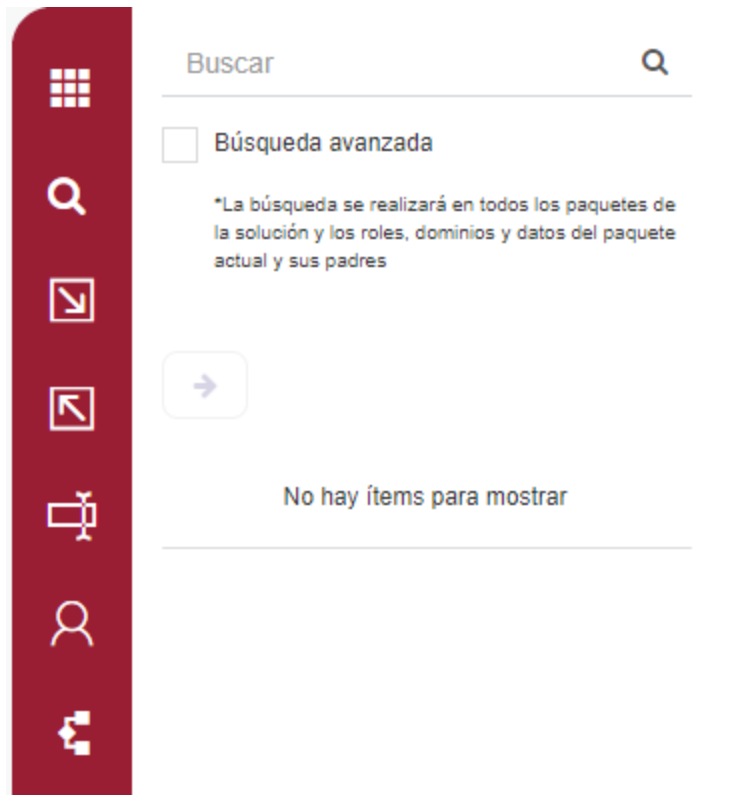 Buscar
Búsqueda avanzada
*La búsqueda se realizará en todos los paquetes de
la solución y los roles, dominios y datos del paquete
actual y sus padres
No hay ítems para mostrar